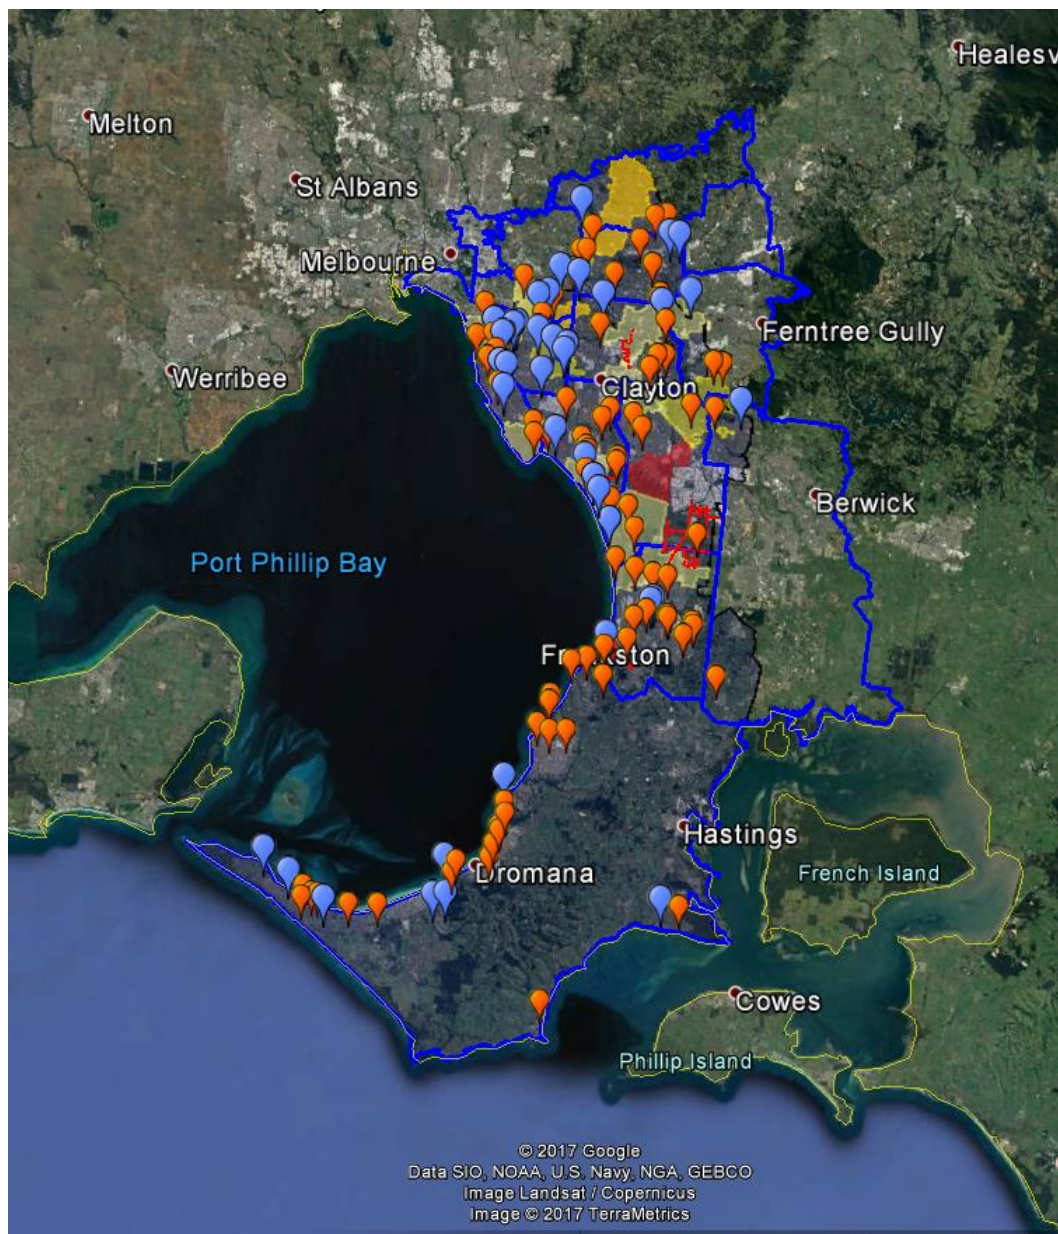 Healesv
Melton
St Albans
Melbourne
Ferntree Gully
Werribee
Clayton
Berwick
Port Phillip Bay
Frankston
Hastings
Dromana
French Island
Cowes
Phillip Island
© 2017 Google
Data SIO, NOAA, U.S. Navy, NGA, GEBCO
Image Landsat / Copernicus
Image © 2017 TerraMetrics